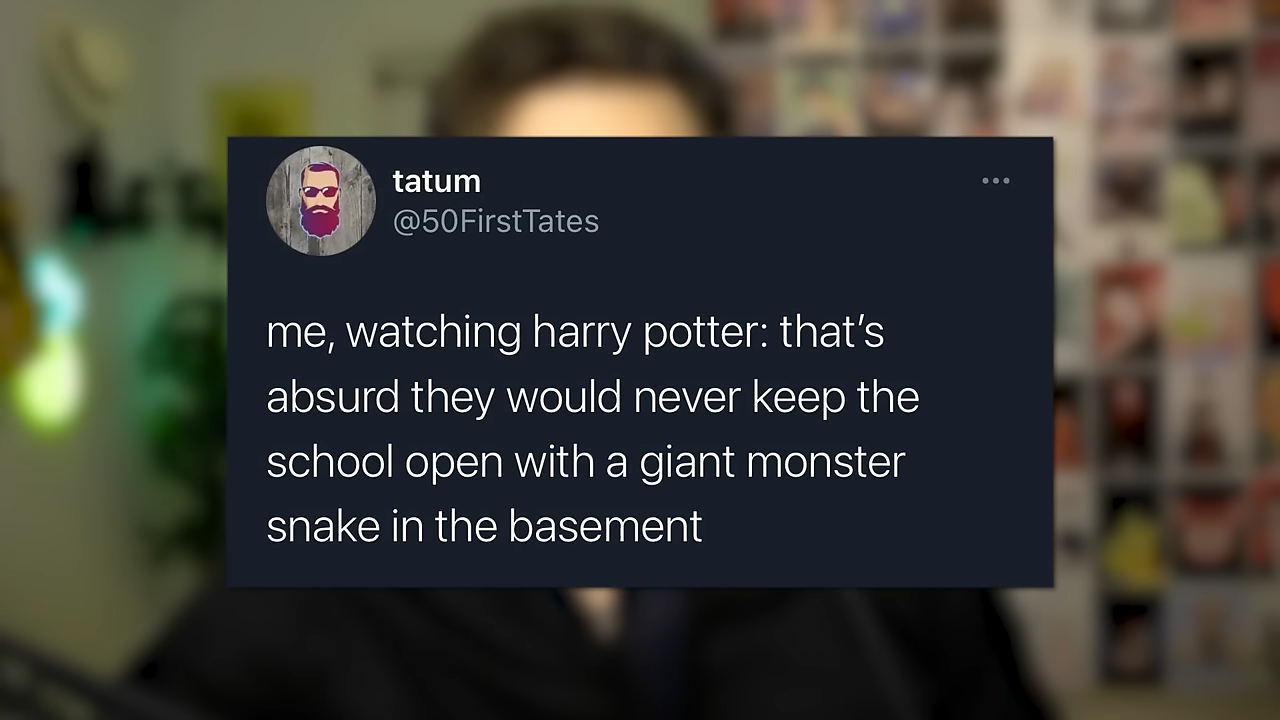 tatum
@50FirstTates
me, watching harry potter: that’s
absurd they would never keep the
school open with a giant monster
snake in the basement